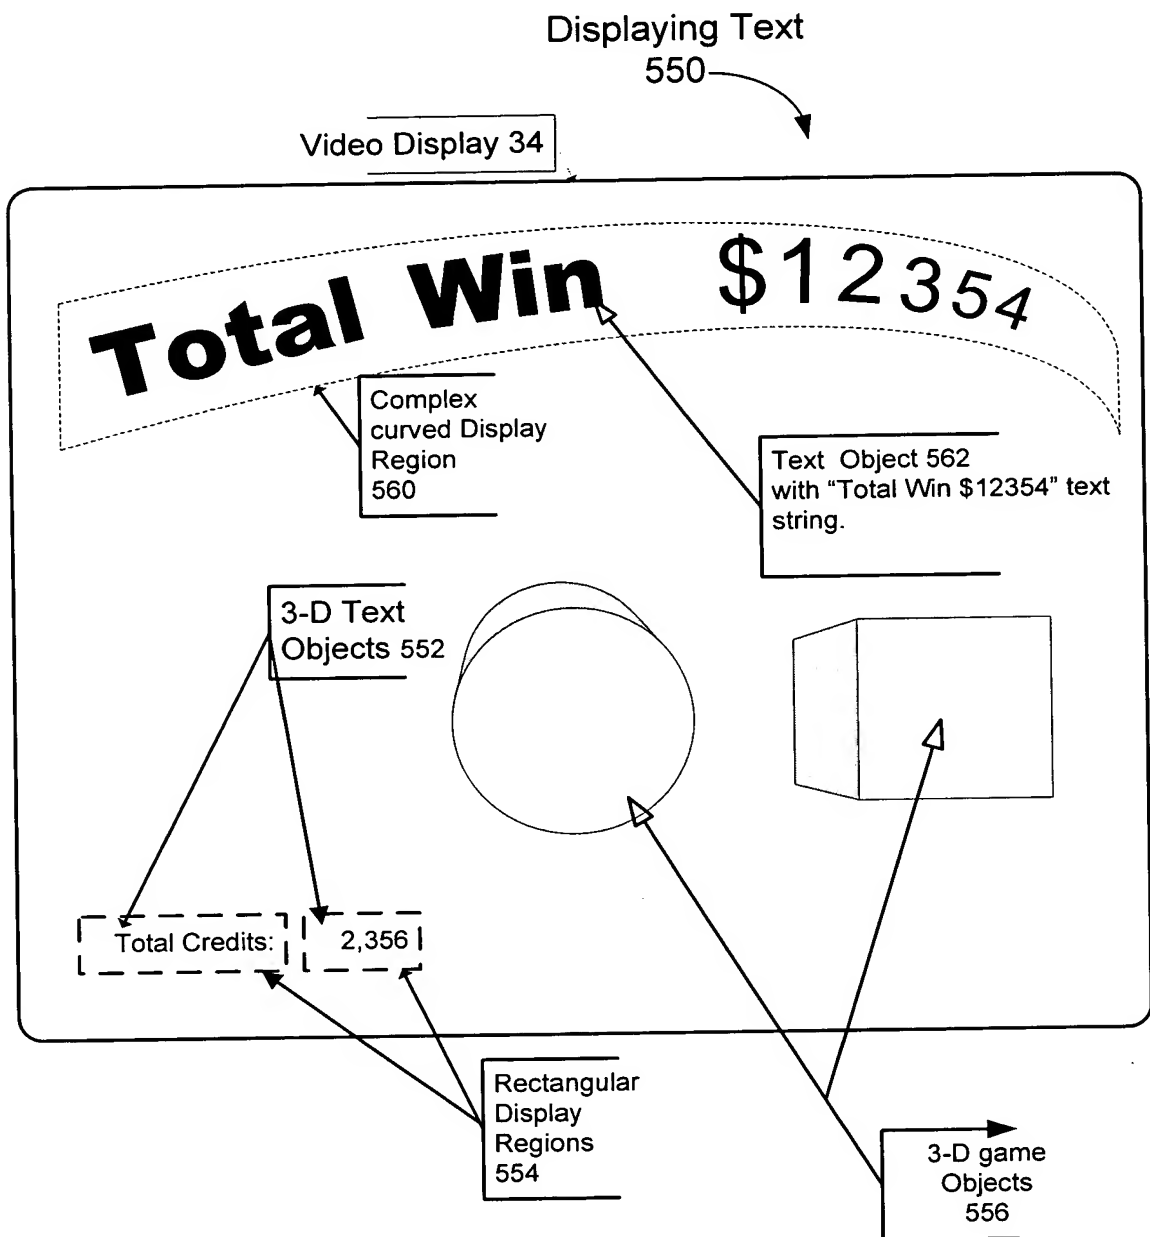 Displaying Text
550
Video Display 34
Total Win $12354
Complex
curved Display
Region
560
Text Object 562
with “Total Win $12354” text
string.
3-D Text
Objects 552
Total Credits: 2,356
Rectangular
Display
Regions
554
3-D game
Objects
556